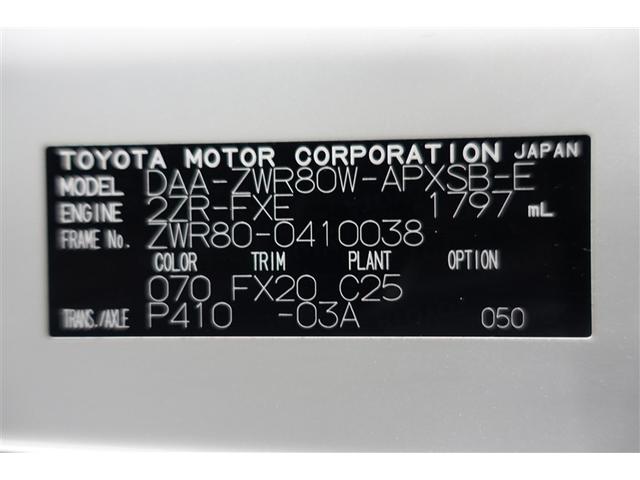 TOYOTA MOTOR CORPORATION JAPAN
MODEL DAA-ZWR80W-APXSB-E
ENGINE 2ZR-FXE 1797 mL
FRAME No. ZWR80-0410038
COLOR TRIM PLANT OPTION
070 FX20 C25
TRANS./AXLE P410 -03A 050